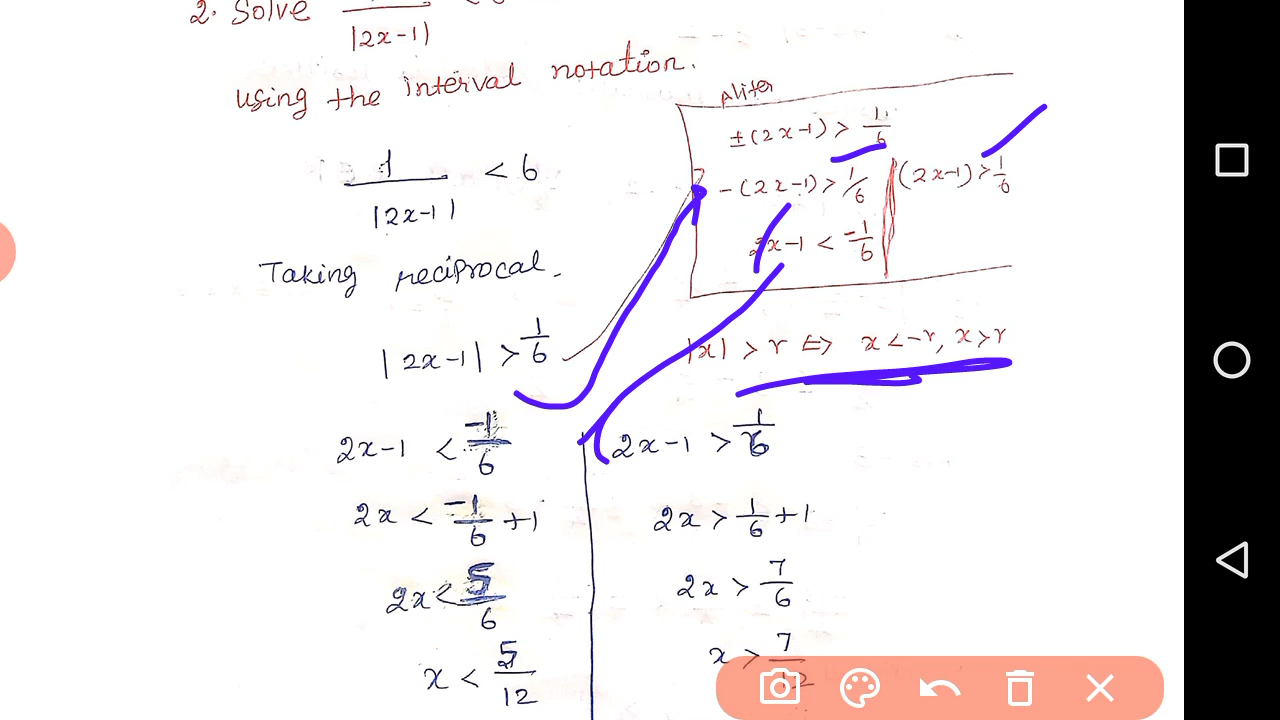 2. Solve
|2x-1|
using the interval notation.
1/|2x-1| < 6
Taking reciprocal.
|2x-1| > 1/6
Aliter
±(2x-1) > 1/6
-(2x-1) > 1/6 | (2x-1) > 1/6
2x-1 < -1/6
|x| > r ⇔ x < -r, x > r
2x-1 < -1/6
2x < -1/6 + 1
2x < 5/6
x < 5/12
2x-1 > 1/6
2x > 1/6 + 1
2x > 7/6
x > 7/12